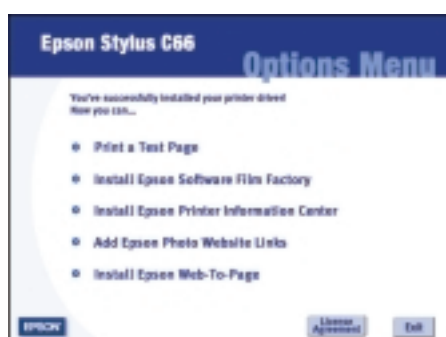 Epson Stylus C66
Options Menu
You've successfully installed your printer driver!
Now you can...
Print a Test Page
Install Epson Software Film Factory
Install Epson Printer Information Center
Add Epson Photo Website Links
Install Epson Web-To-Page
EPSON
License
Agreement
Exit